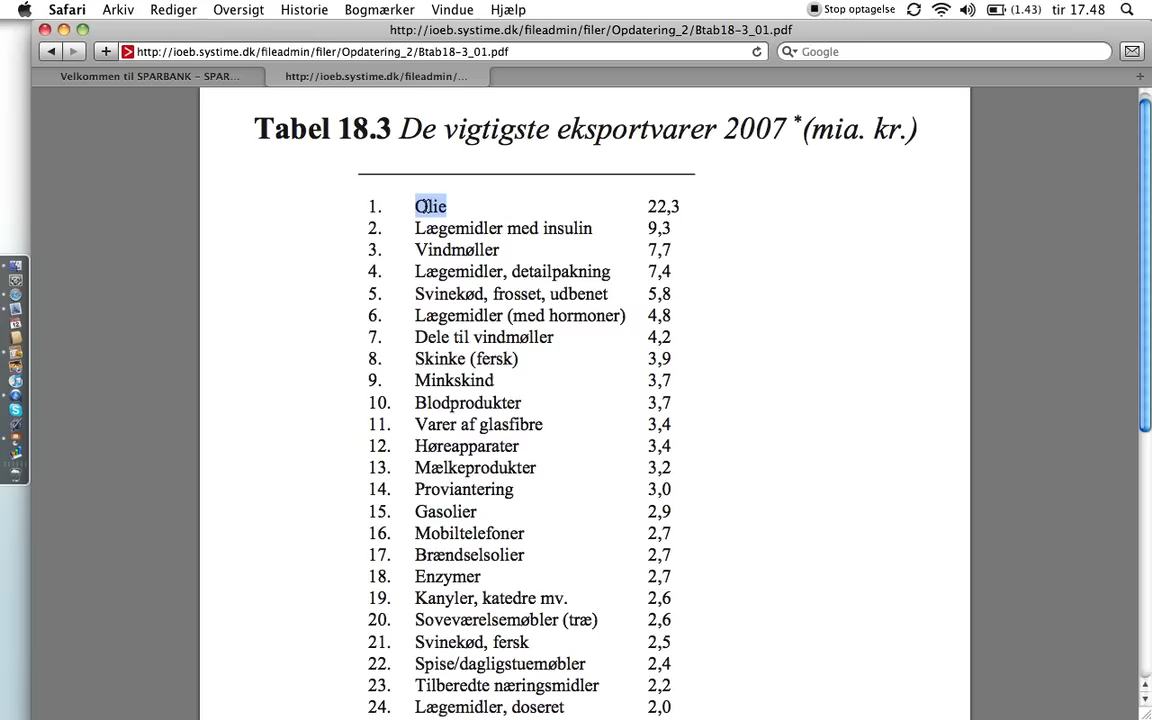 Safari Arkiv Rediger Oversigt Historie Bogmærker Vindue Hjælp Stop optagelse (1.43) tir 17.48
http://ioeb.systime.dk/fileadmin/filer/Opdatering_2/Btab18-3_01.pdf
http://ioeb.systime.dk/fileadmin/filer/Opdatering_2/Btab18-3_01.pdf Google
Velkommen til SPARBANK – SPAR... http://ioeb.systime.dk/fileadmin/...
Tabel 18.3 De vigtigste eksportvarer 2007 *(mia. kr.)
1. Olie 22,3
2. Lægemidler med insulin 9,3
3. Vindmøller 7,7
4. Lægemidler, detailpakning 7,4
5. Svinekød, frosset, udbenet 5,8
6. Lægemidler (med hormoner) 4,8
7. Dele til vindmøller 4,2
8. Skinke (fersk) 3,9
9. Minkskind 3,7
10. Blodprodukter 3,7
11. Varer af glasfibre 3,4
12. Høreapparater 3,4
13. Mælkeprodukter 3,2
14. Proviantering 3,0
15. Gasolier 2,9
16. Mobiltelefoner 2,7
17. Brændselsolier 2,7
18. Enzymer 2,7
19. Kanyler, katedre mv. 2,6
20. Soveværelsemøbler (træ) 2,6
21. Svinekød, fersk 2,5
22. Spise/dagligstuemøbler 2,4
23. Tilberedte næringsmidler 2,2
24. Lægemidler, doseret 2,0